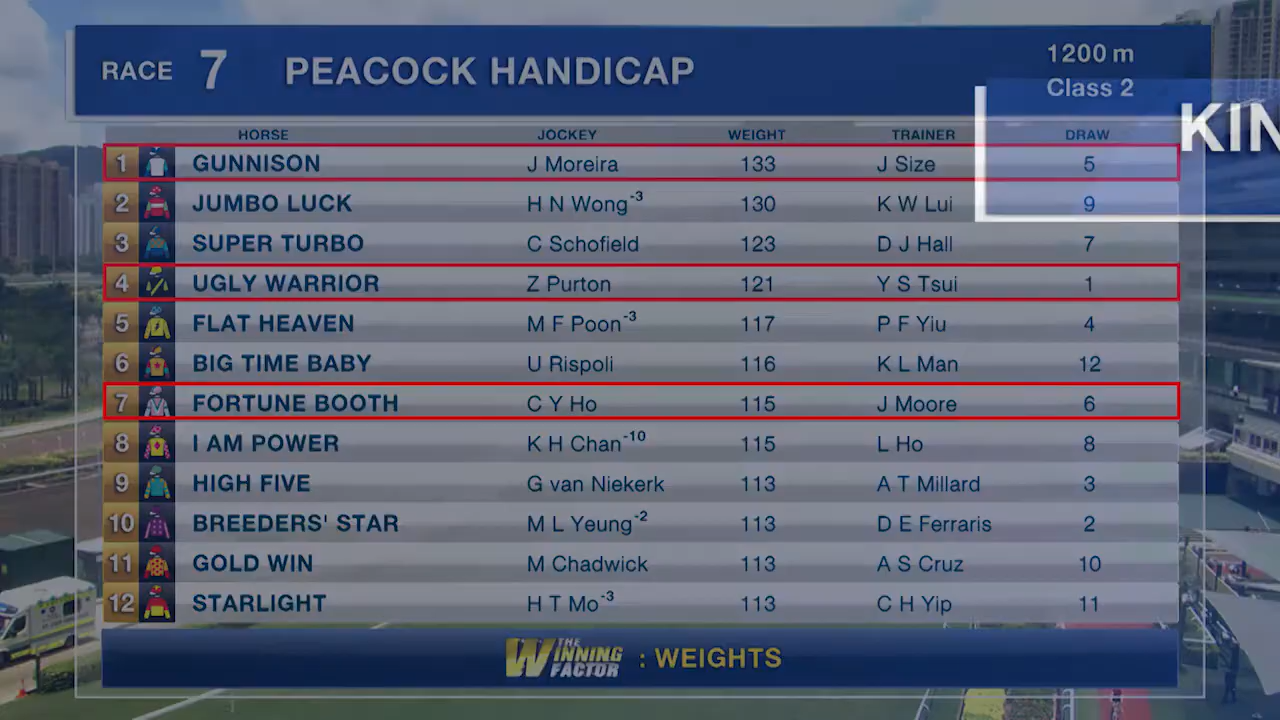 RACE 7 PEACOCK HANDICAP 1200 m
Class 2
KIN
HORSE JOCKEY WEIGHT TRAINER DRAW
1 GUNNISON J Moreira 133 J Size 5
2 JUMBO LUCK H N Wong-3 130 K W Lui 9
3 SUPER TURBO C Schofield 123 D J Hall 7
4 UGLY WARRIOR Z Purton 121 Y S Tsui 1
5 FLAT HEAVEN M F Poon-3 117 P F Yiu 4
6 BIG TIME BABY U Rispoli 116 K L Man 12
7 FORTUNE BOOTH C Y Ho 115 J Moore 6
8 I AM POWER K H Chan-10 115 L Ho 8
9 HIGH FIVE G van Niekerk 113 A T Millard 3
10 BREEDERS' STAR M L Yeung-2 113 D E Ferraris 2
11 GOLD WIN M Chadwick 113 A S Cruz 10
12 STARLIGHT H T Mo-3 113 C H Yip 11
THE WINNING FACTOR : WEIGHTS